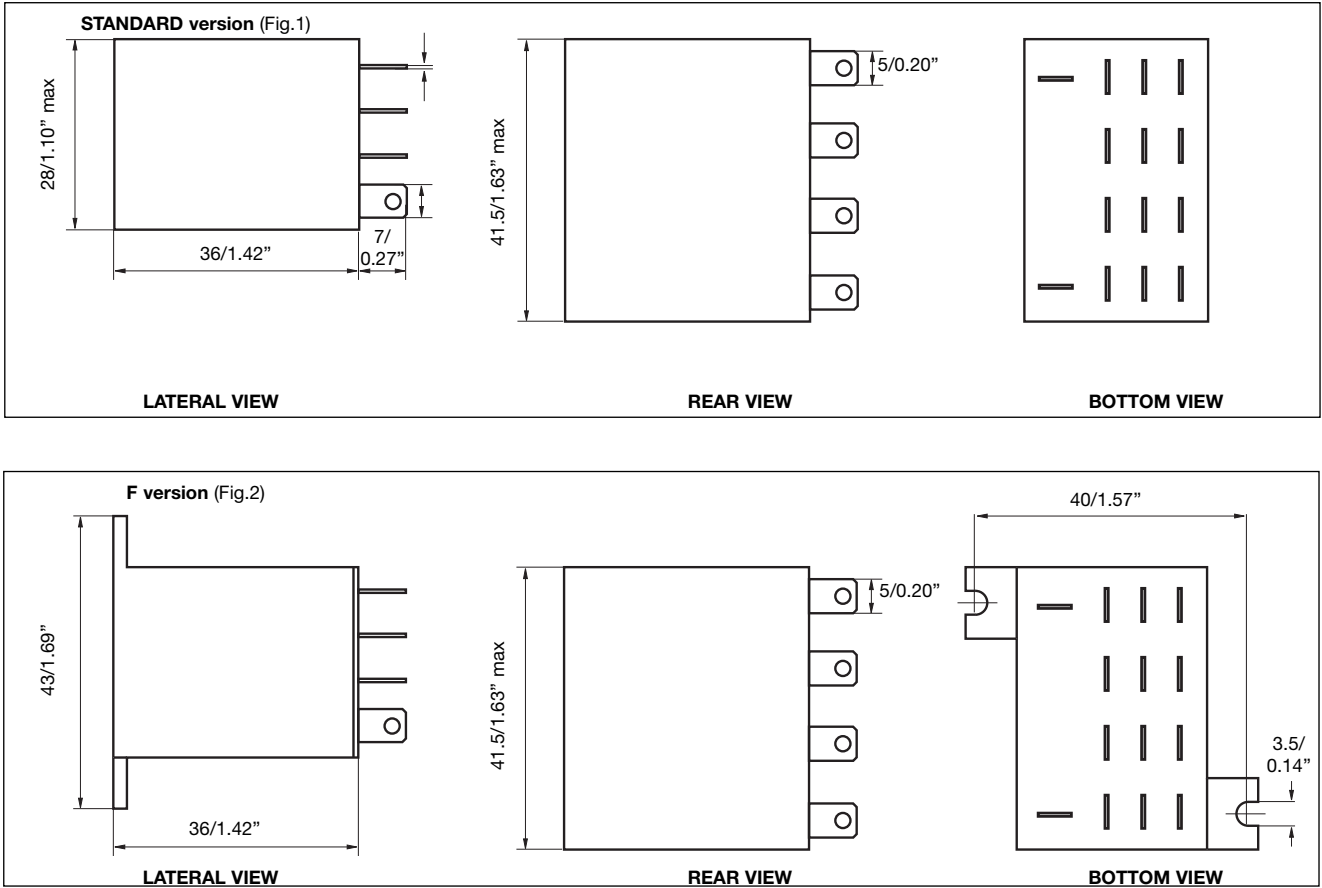 STANDARD version (Fig.1)
28/1.10” max
36/1.42”
7/
0.27”
41.5/1.63” max
5/0.20”
LATERAL VIEW
REAR VIEW
BOTTOM VIEW
F version (Fig.2)
43/1.69”
36/1.42”
41.5/1.63” max
5/0.20”
40/1.57”
3.5/
0.14”
LATERAL VIEW
REAR VIEW
BOTTOM VIEW